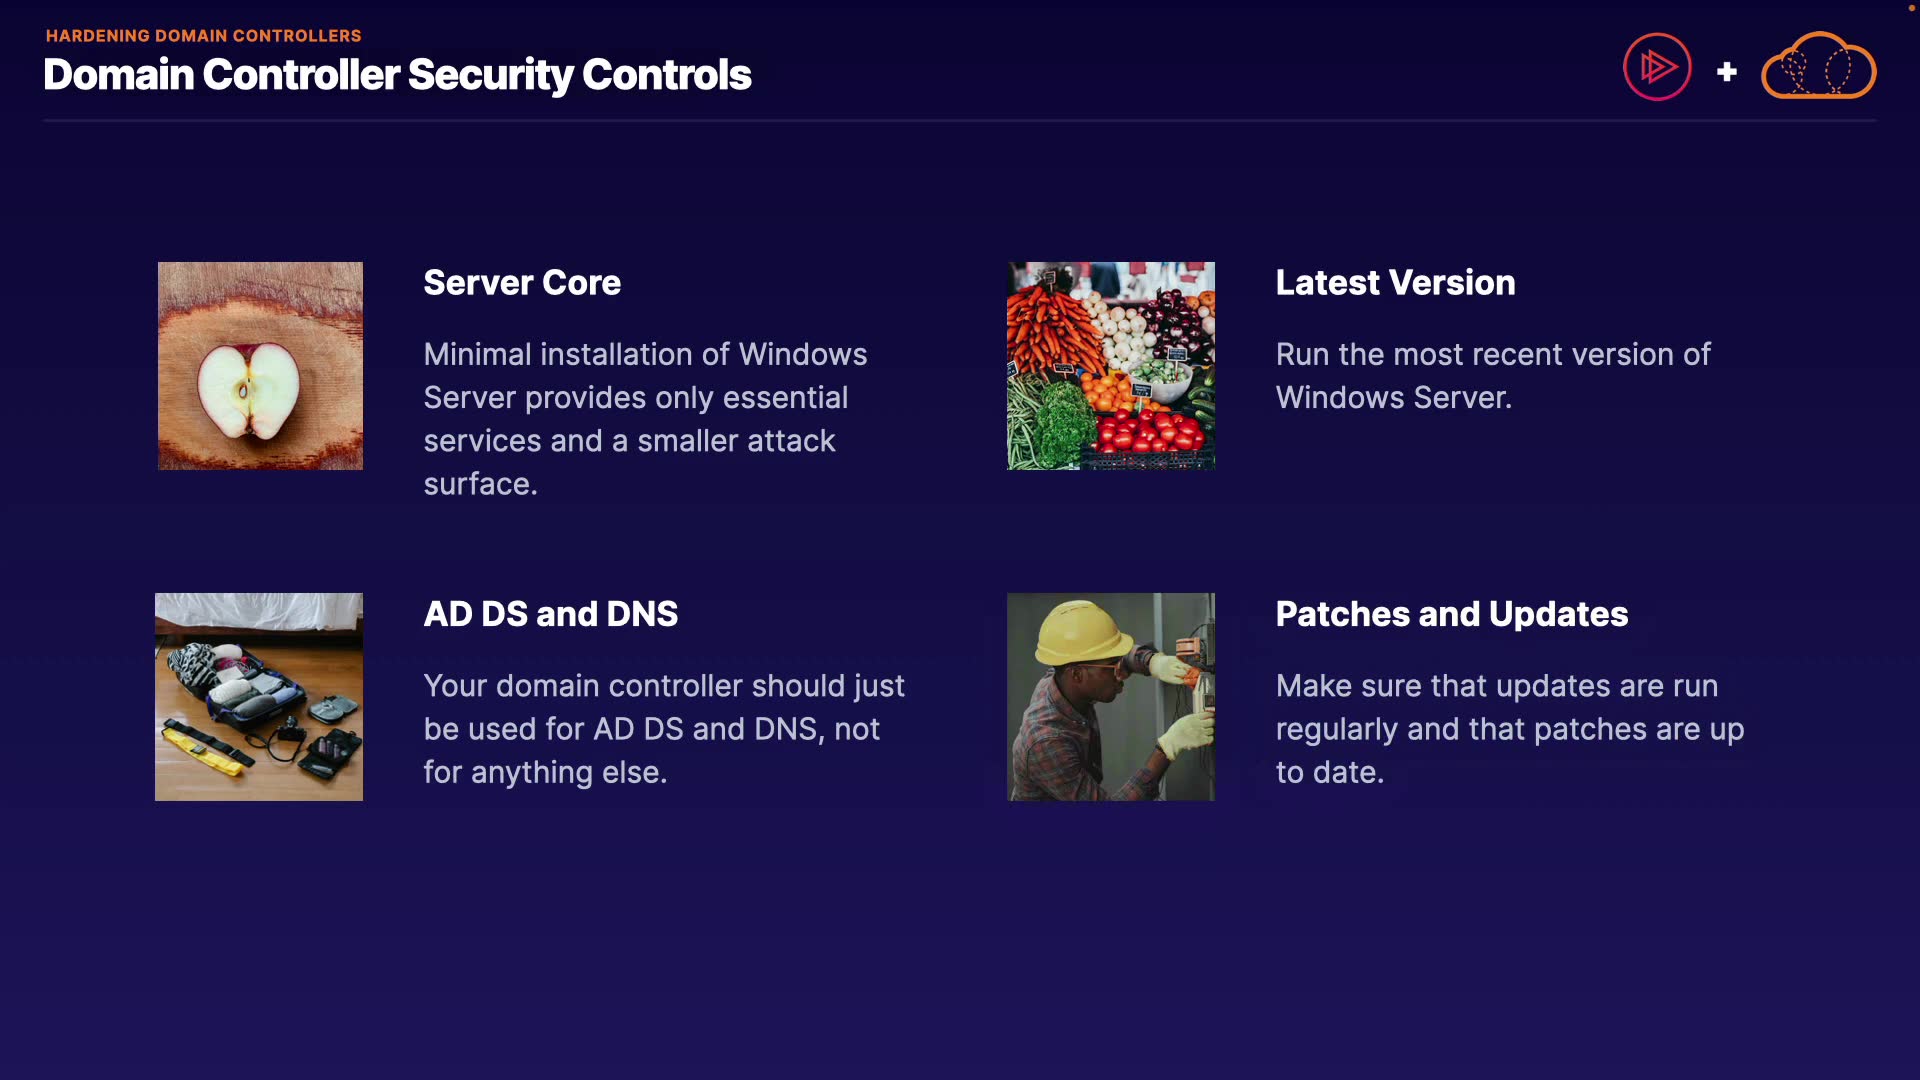 HARDENING DOMAIN CONTROLLERS
Domain Controller Security Controls
Server Core
Minimal installation of Windows
Server provides only essential
services and a smaller attack
surface.
Latest Version
Run the most recent version of
Windows Server.
AD DS and DNS
Your domain controller should just
be used for AD DS and DNS, not
for anything else.
Patches and Updates
Make sure that updates are run
regularly and that patches are up
to date.